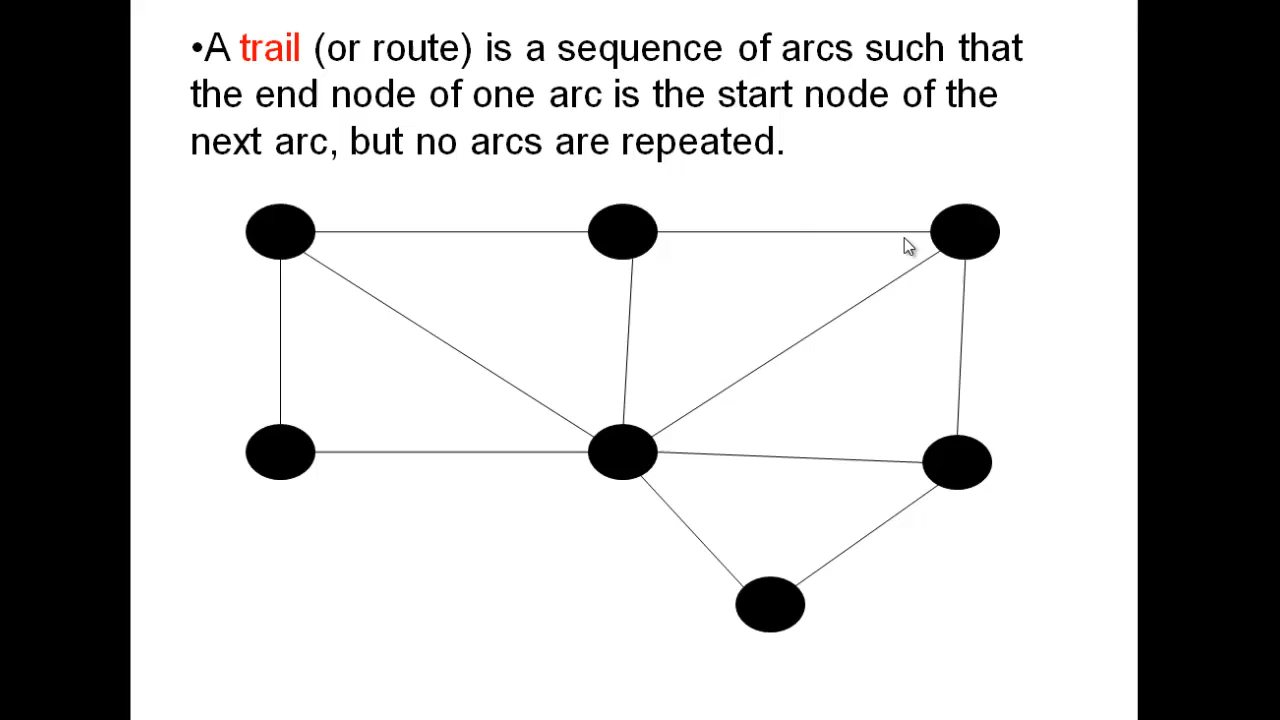 •A trail (or route) is a sequence of arcs such that
the end node of one arc is the start node of the
next arc, but no arcs are repeated.